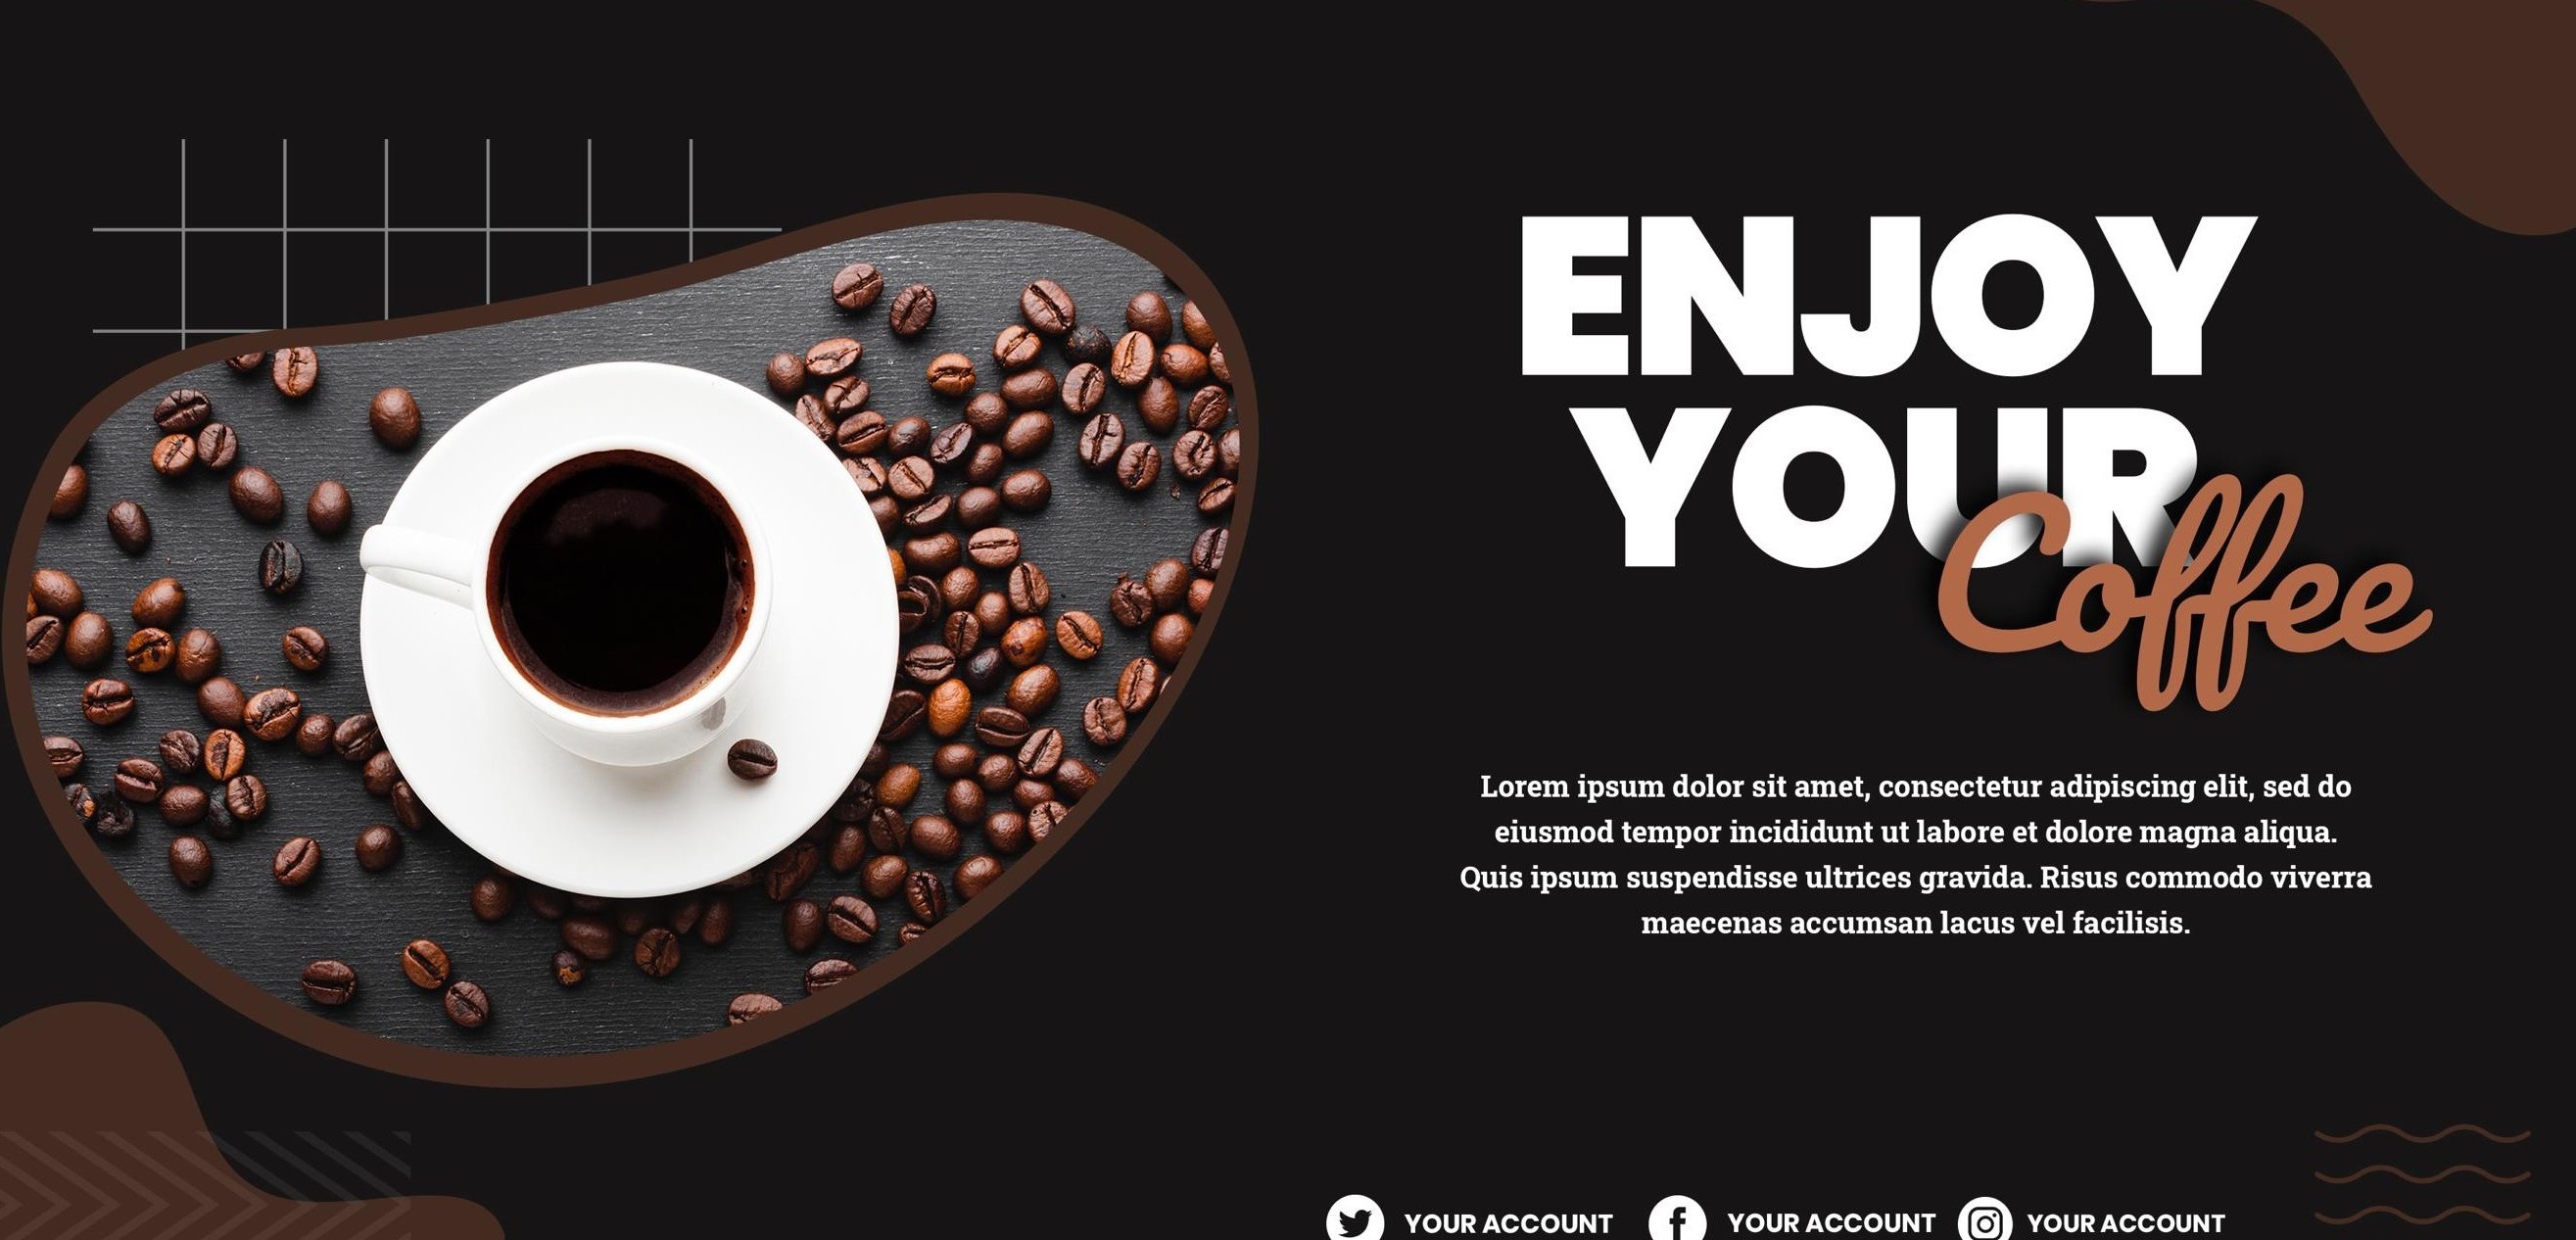 ENJOY
YOUR
Coffee
Lorem ipsum dolor sit amet, consectetur adipiscing elit, sed do
eiusmod tempor incididunt ut labore et dolore magna aliqua.
Quis ipsum suspendisse ultrices gravida. Risus commodo viverra
maecenas accumsan lacus vel facilisis.
YOUR ACCOUNT YOUR ACCOUNT YOUR ACCOUNT